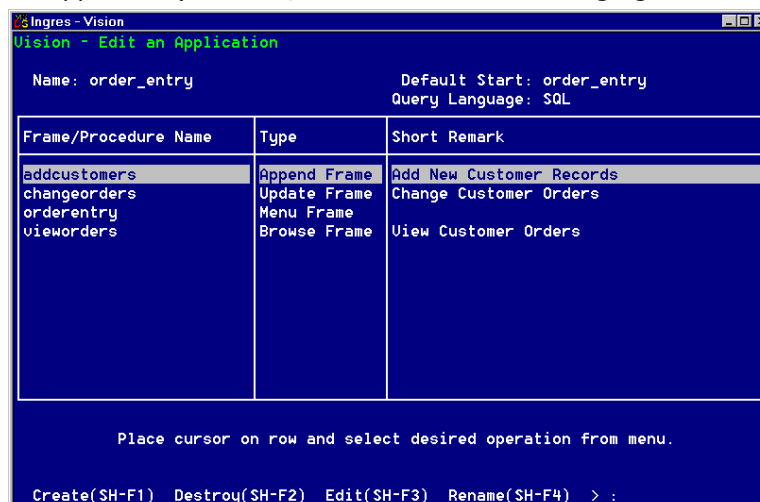 Ingres - Vision
Vision - Edit an Application
Name: order_entry Default Start: order_entry
Query Language: SQL
Frame/Procedure Name Type Short Remark
addcustomers Append Frame Add New Customer Records
changeorders Update Frame Change Customer Orders
orderentry Menu Frame
vieworders Browse Frame View Customer Orders
Place cursor on row and select desired operation from menu.
Create(SH-F1) Destroy(SH-F2) Edit(SH-F3) Rename(SH-F4) > :